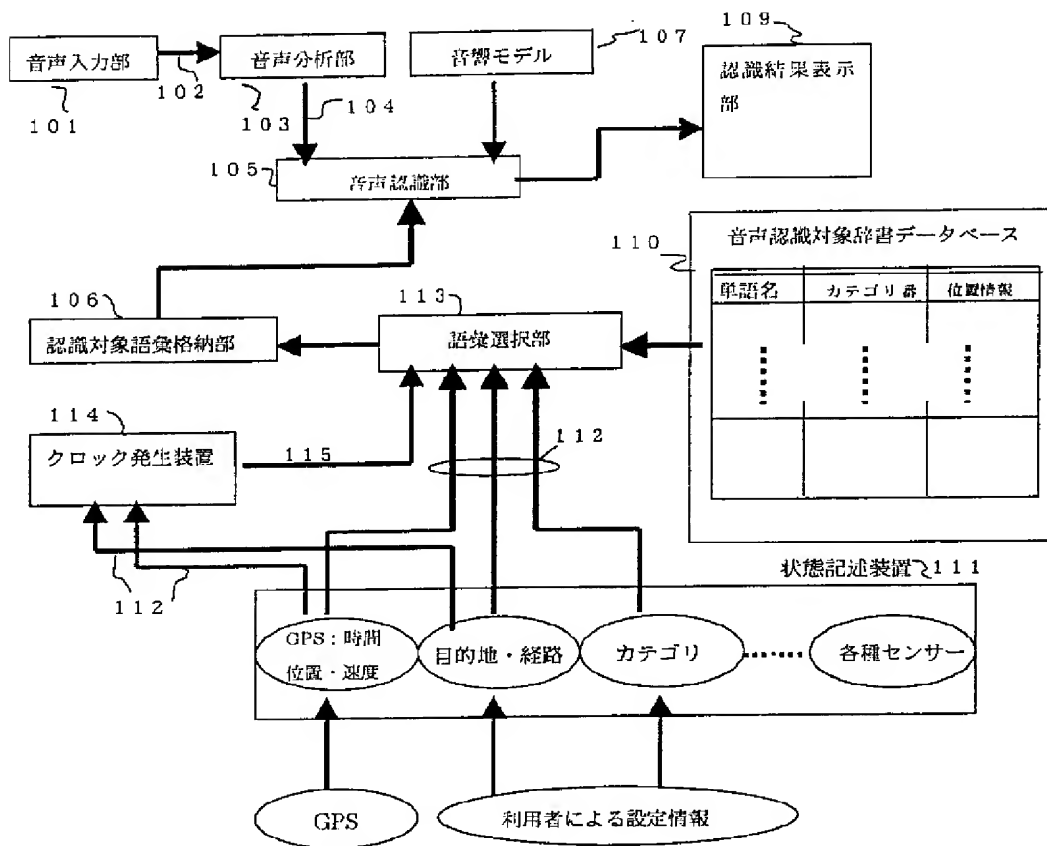 109
音声入力部
102
音声分析部
音響モデル
107
認識結果表示
部
101
103
104
105
音声認識部
110
音声認識対象辞書データベース
単語名
カテゴリ番
位置情報
106
認識対象語彙格納部
113
語彙選択部
114
クロック発生装置
115
112
112
状態記述装置
111
GPS:時間
位置・速度
目的地・経路
カテゴリ
各種センサー
GPS
利用者による設定情報